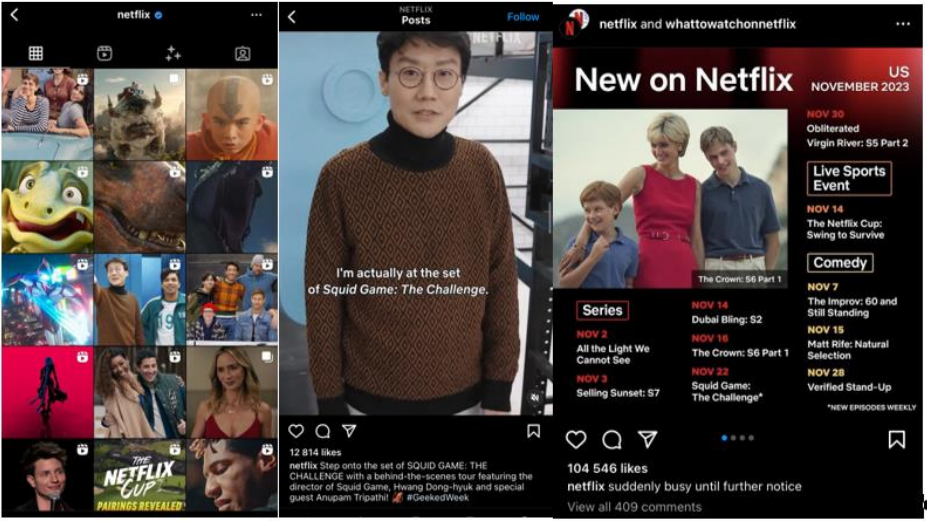 netflix
19
THE
NETFLIX
CUP
PAIRINGS REVEALED
NETFLIX
Posts
Follow
NETFLIX
I'm actually at the set
of Squid Game: The Challenge.
12 814 likes
netflix Step onto the set of SQUID GAME: THE
CHALLENGE with a behind-the-scenes tour featuring the
director of Squid Game, Hwang Dong-hyuk and special
guest Anupam Tripathi! #GeekedWeek
N
netflix and whattowatchonnetflix
New on Netflix
US
NOVEMBER 2023
The Crown: S6 Part 1
Series
NOV 2
All the Light We
Cannot See
NOV 3
Selling Sunset: S7
NOV 14
Dubai Bling: S2
NOV 16
The Crown: S6 Part 1
NOV 22
Squid Game:
The Challenge*
NOV 30
Obliterated
Virgin River: S5 Part 2
Live Sports
Event
NOV 14
The Netflix Cup:
Swing to Survive
Comedy
NOV 7
The Improv: 60 and
Still Standing
NOV 15
Matt Rife: Natural
Selection
NOV 28
Verified Stand-Up
*NEW EPISODES WEEKLY
104 546 likes
netflix suddenly busy until further notice
View all 409 comments